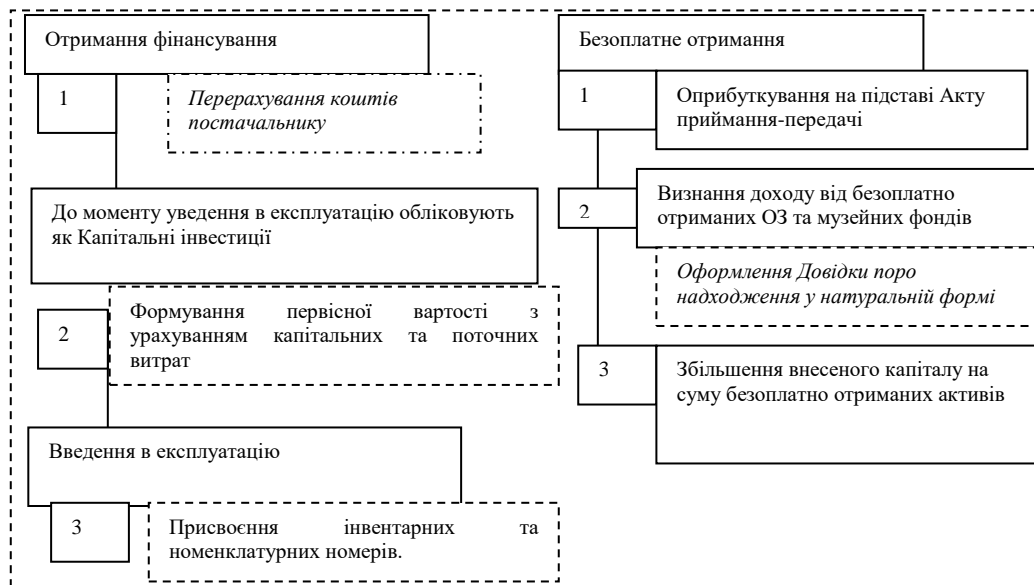 Отримання фінансування
1
Перерахування коштів
постачальнику
До моменту уведення в експлуатацію обліковують
як Капітальні інвестиції
2
Формування первісної вартості з
урахуванням капітальних та поточних
витрат
Введення в експлуатацію
3
Присвоєння інвентарних та
номенклатурних номерів.
Безоплатне отримання
1
Оприбуткування на підставі Акту
приймання-передачі
2
Визнання доходу від безоплатно
отриманих ОЗ та музейних фондів
Оформлення Довідки поро
надходження у натуральній формі
3
Збільшення внесеного капіталу на
суму безоплатно отриманих активів